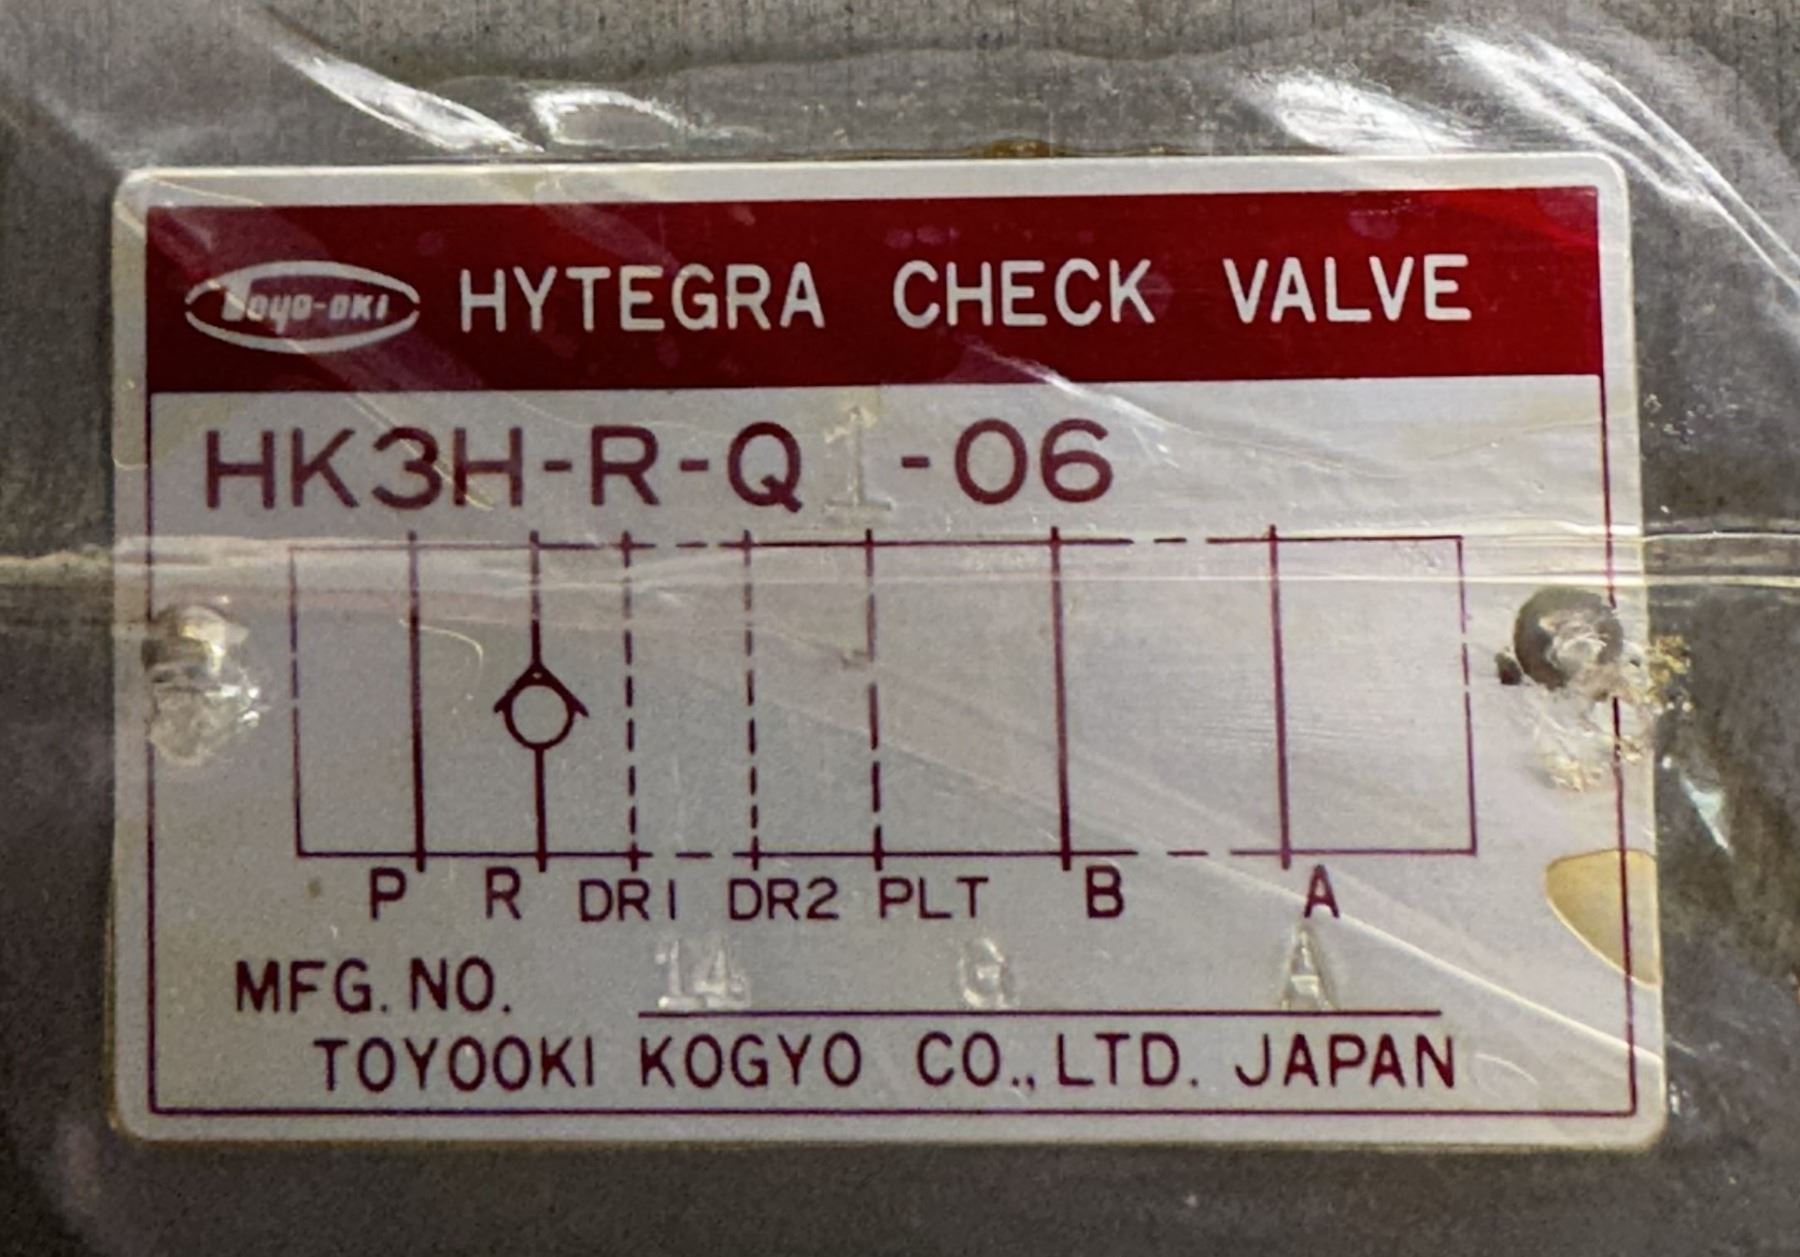 Toyo-oki HYTEGRA CHECK VALVE
HK3H-R-Q1-06
P R DR1 DR2 PLT B A
MFG. NO. 14 G A
TOYOOKI KOGYO CO., LTD. JAPAN